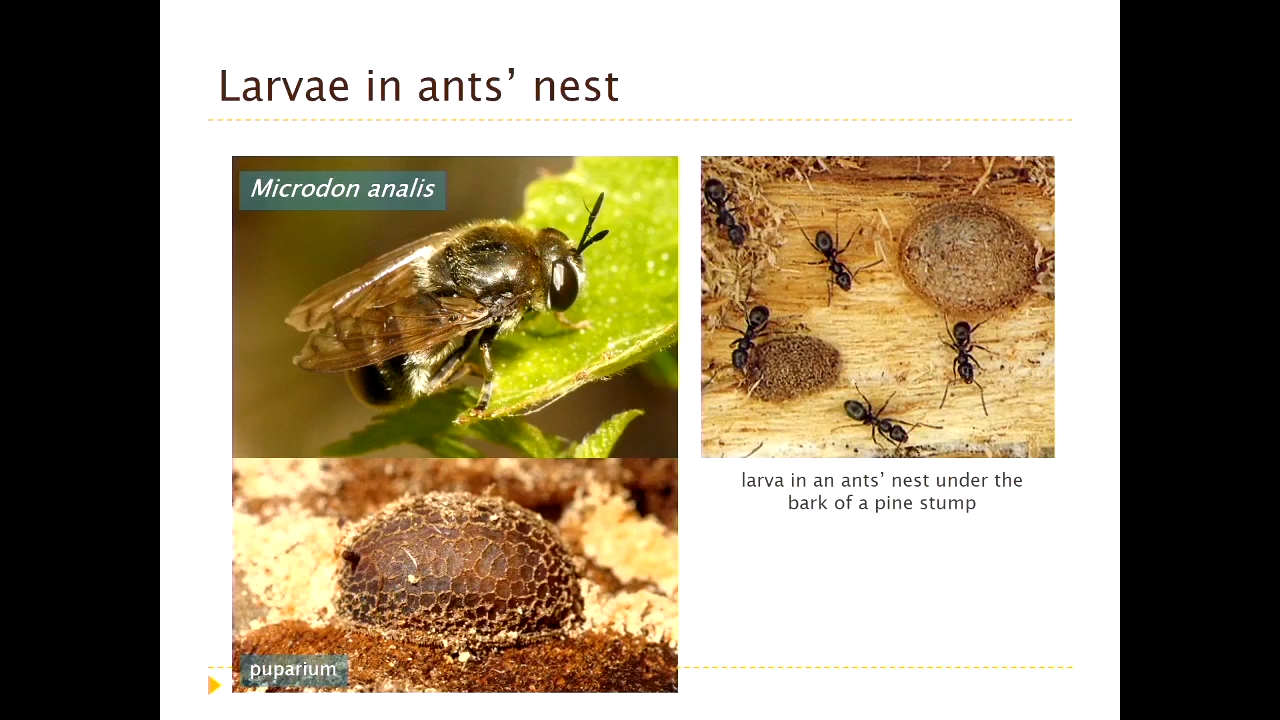 Larvae in ants’ nest
Microdon analis
larva in an ants’ nest under the
bark of a pine stump
puparium